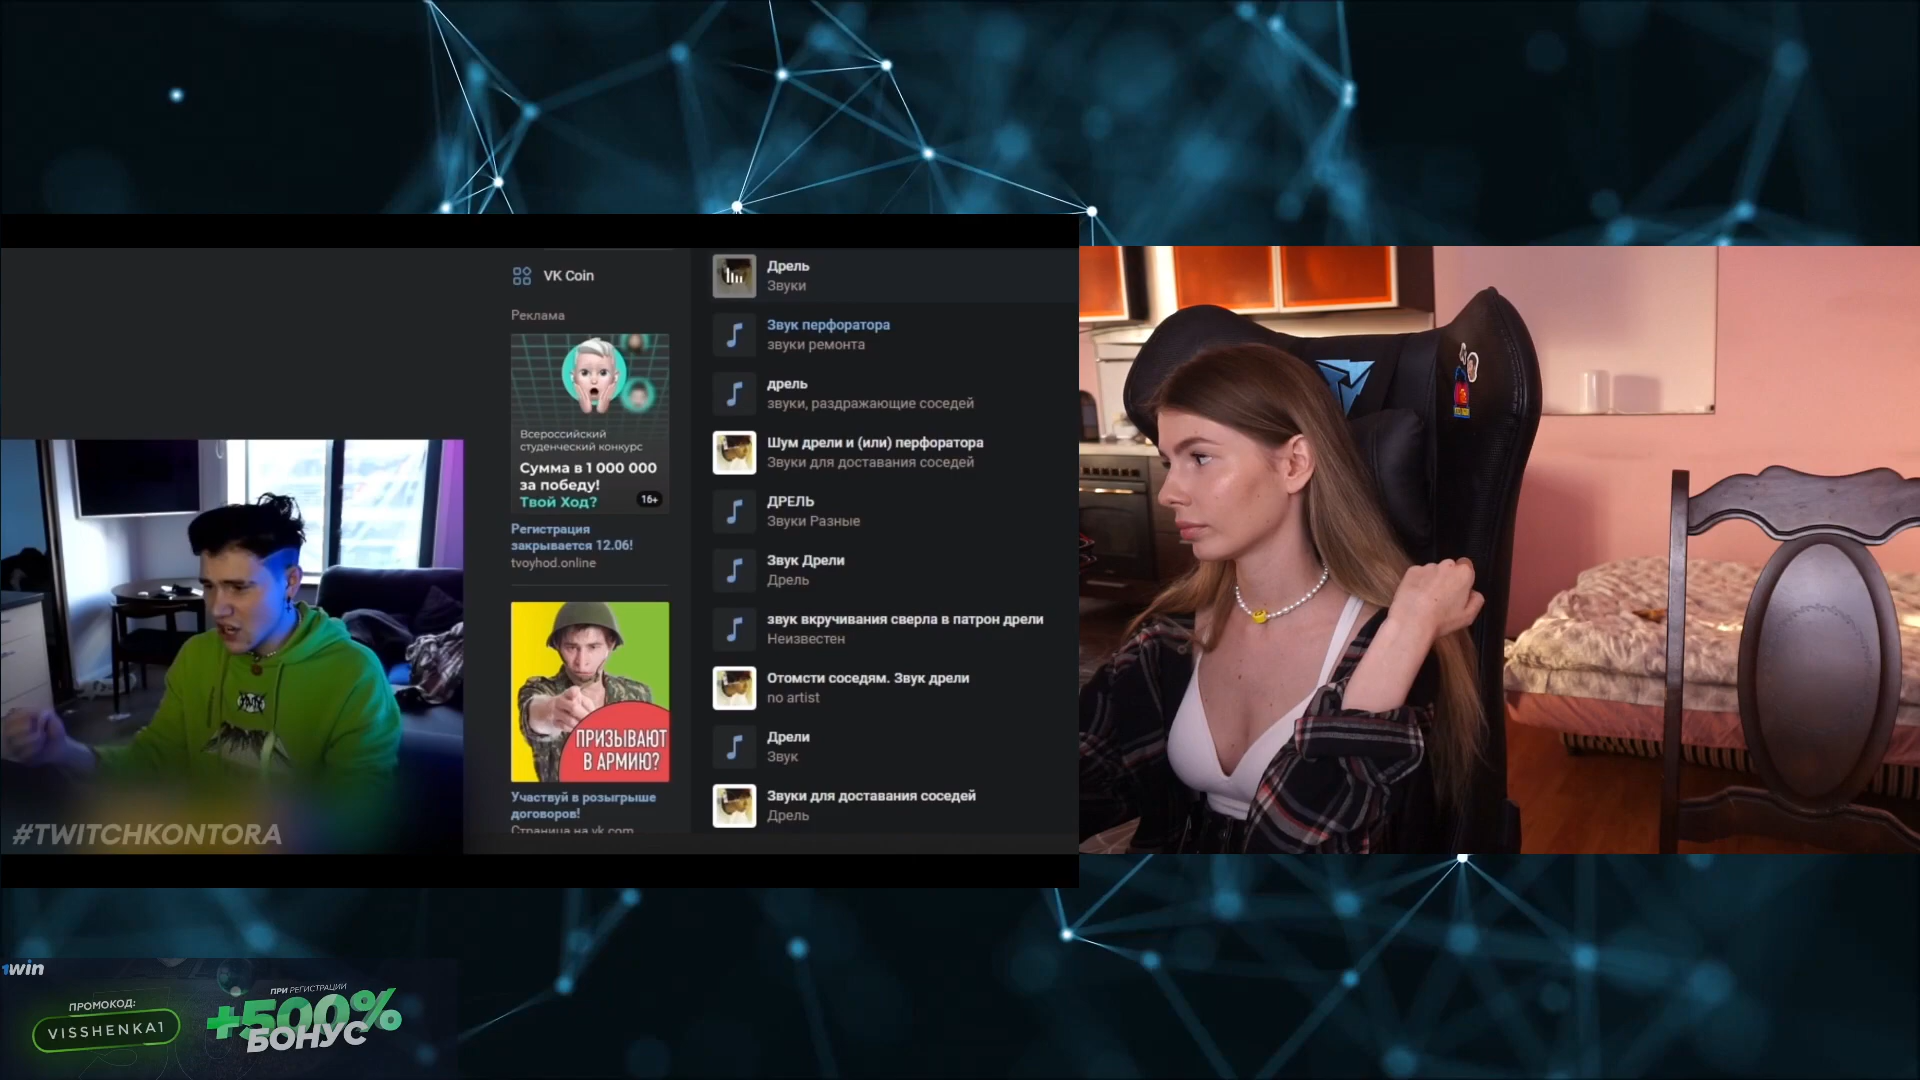 VK Coin
Реклама
Всероссийский
студенческий конкурс
Сумма в 1 000 000
за победу!
Твой Ход?
16+
Регистрация
закрывается 12.06!
tvoyhod.online
ПРИЗЫВАЮТ
В АРМИЮ?
Участвуй в розыгрыше
договоров!
Страница на vk.com
Дрель
Звуки
Звук перфоратора
звуки ремонта
дрель
звуки, раздражающие соседей
Шум дрели и (или) перфоратора
Звуки для доставания соседей
ДРЕЛЬ
Звуки Разные
Звук Дрели
Дрель
звук вкручивания сверла в патрон дрели
Неизвестен
Отомсти соседям. Звук дрели
no artist
Дрели
Звук
Звуки для доставания соседей
Дрель
#TWITCHKONTORA
1win
ПРОМОКОД:
VISSHENKA1
ПРИ РЕГИСТРАЦИИ
+500%
БОНУС